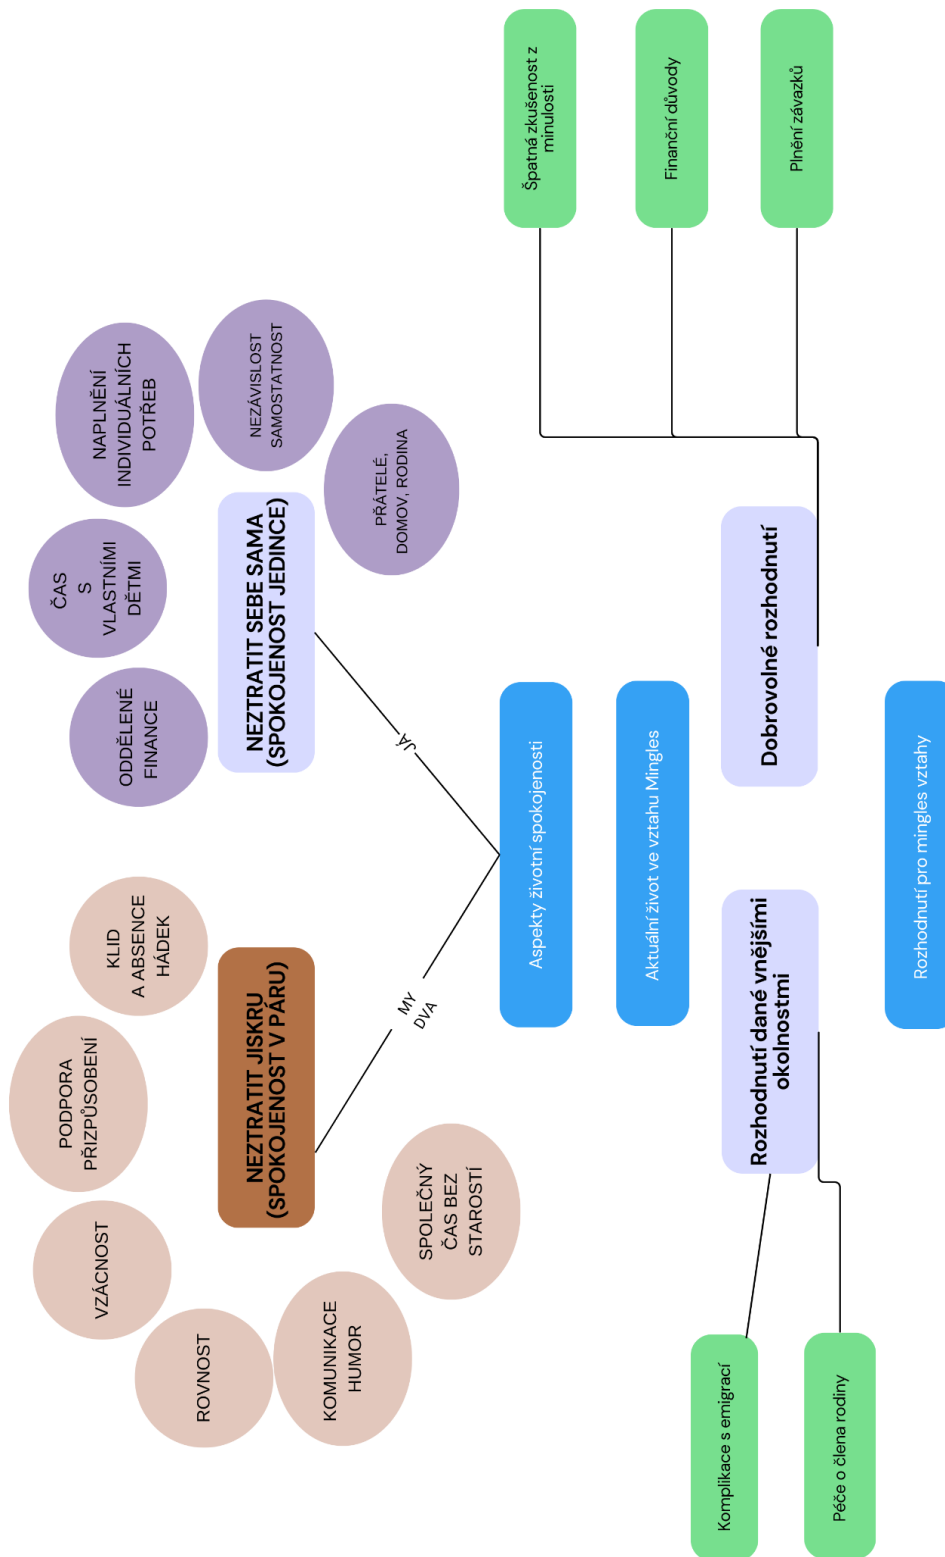 KLID
A ABSENCE
HÁDEK
ODDĚLENÉ
FINANCE
ČAS
S
VLASTNÍMI
DĚTMI
NAPLNĚNÍ
INDIVIDUÁLNÍCH
POTŘEB
PODPORA
PŘIZPŮSOBENÍ
VZÁCNOST
ROVNOST
KOMUNIKACE
HUMOR
SPOLEČNÝ
ČAS BEZ
STAROSTÍ
NEZTRATIT JISKRU
(SPOKOJENOST V PÁRU)
NEZTRATIT SEBE SAMA
(SPOKOJENOST JEDINCE)
NEZÁVISLOST
SAMOSTATNOST
PŘÁTELÉ,
DOMOV, RODINA
MY
DVA
JÁ
Aspekty životní spokojenosti
Aktuální život ve vztahu Mingles
Rozhodnutí dané vnějšími
okolnostmi
Dobrovolné rozhodnutí
Rozhodnutí pro mingles vztahy
Komplikace s emigrací
Péče o člena rodiny
Špatná zkušenost z
minulosti
Finanční důvody
Plnění závazků